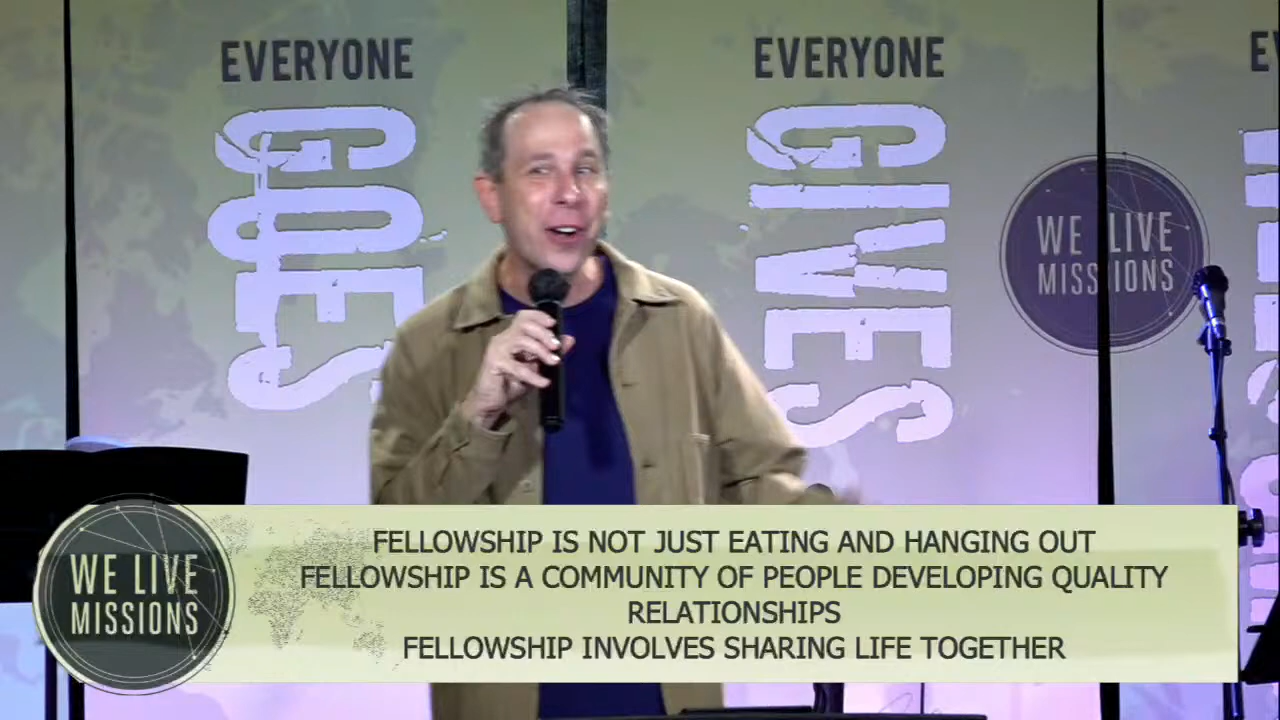 EVERYONE
GOES
EVERYONE
GIVES
WE LIVE
MISSIONS
E
WE LIVE
MISSIONS
FELLOWSHIP IS NOT JUST EATING AND HANGING OUT
FELLOWSHIP IS A COMMUNITY OF PEOPLE DEVELOPING QUALITY
RELATIONSHIPS
FELLOWSHIP INVOLVES SHARING LIFE TOGETHER